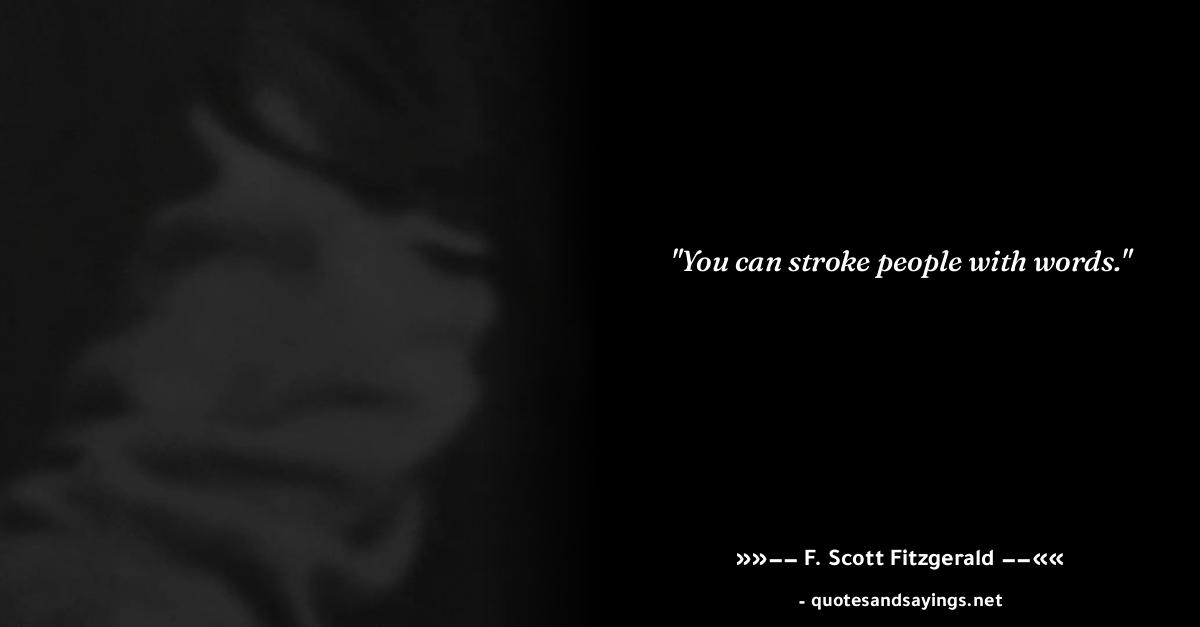 "You can stroke people with words."
»»−− F. Scott Fitzgerald −−««
- quotesandsayings.net